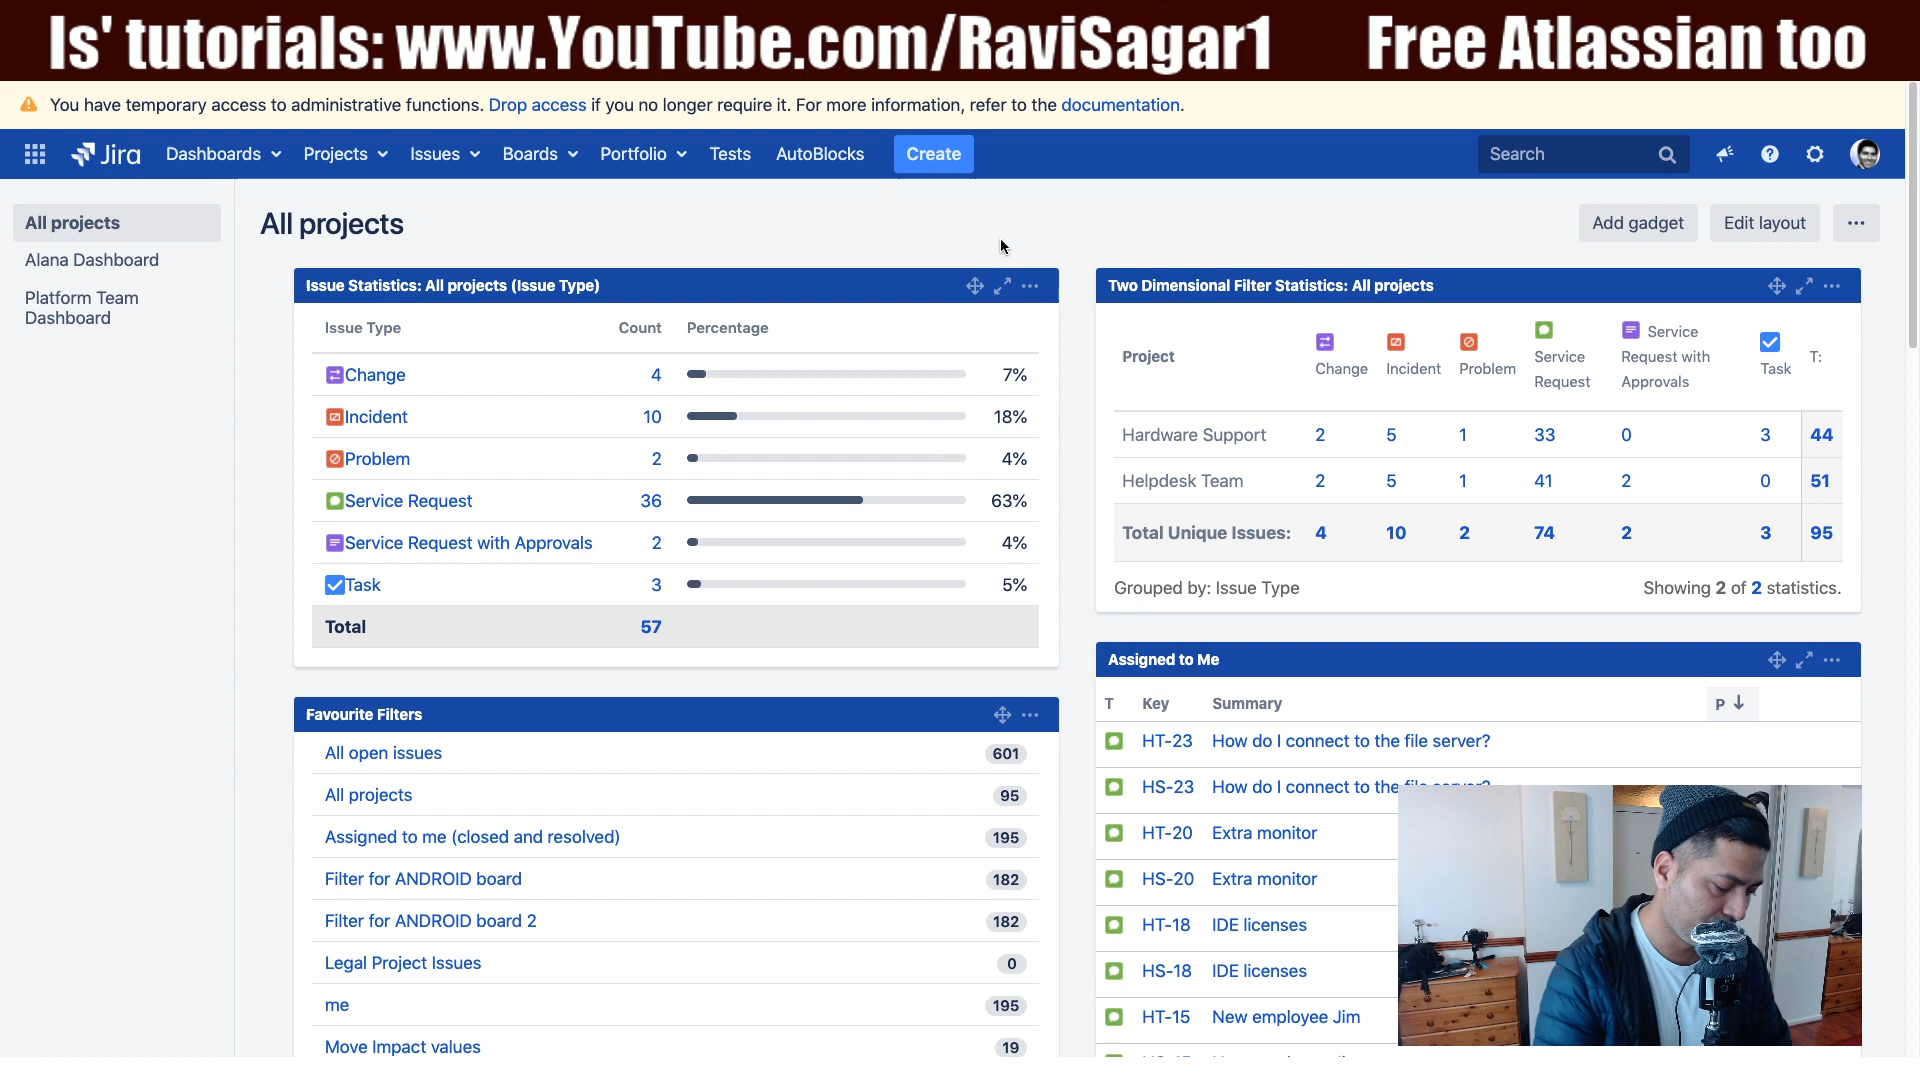 ls' tutorials: www.YouTube.com/RaviSagar1 Free Atlassian too
You have temporary access to administrative functions. Drop access if you no longer require it. For more information, refer to the documentation.
Jira Dashboards Projects Issues Boards Portfolio Tests AutoBlocks Create Search
All projects
Alana Dashboard
Platform Team
Dashboard
All projects
Add gadget Edit layout
Issue Statistics: All projects (Issue Type)
Issue Type Count Percentage
Change 4 7%
Incident 10 18%
Problem 2 4%
Service Request 36 63%
Service Request with Approvals 2 4%
Task 3 5%
Total 57
Favourite Filters
All open issues 601
All projects 95
Assigned to me (closed and resolved) 195
Filter for ANDROID board 182
Filter for ANDROID board 2 182
Legal Project Issues 0
me 195
Move Impact values 19
Two Dimensional Filter Statistics: All projects
Project Change Incident Problem Service Request Service Request with Approvals Task T:
Hardware Support 2 5 1 33 0 3 44
Helpdesk Team 2 5 1 41 2 0 51
Total Unique Issues: 4 10 2 74 2 3 95
Grouped by: Issue Type Showing 2 of 2 statistics.
Assigned to Me
T Key Summary P
HT-23 How do I connect to the file server?
HS-23 How do I connect to the file server?
HT-20 Extra monitor
HS-20 Extra monitor
HT-18 IDE licenses
HS-18 IDE licenses
HT-15 New employee Jim